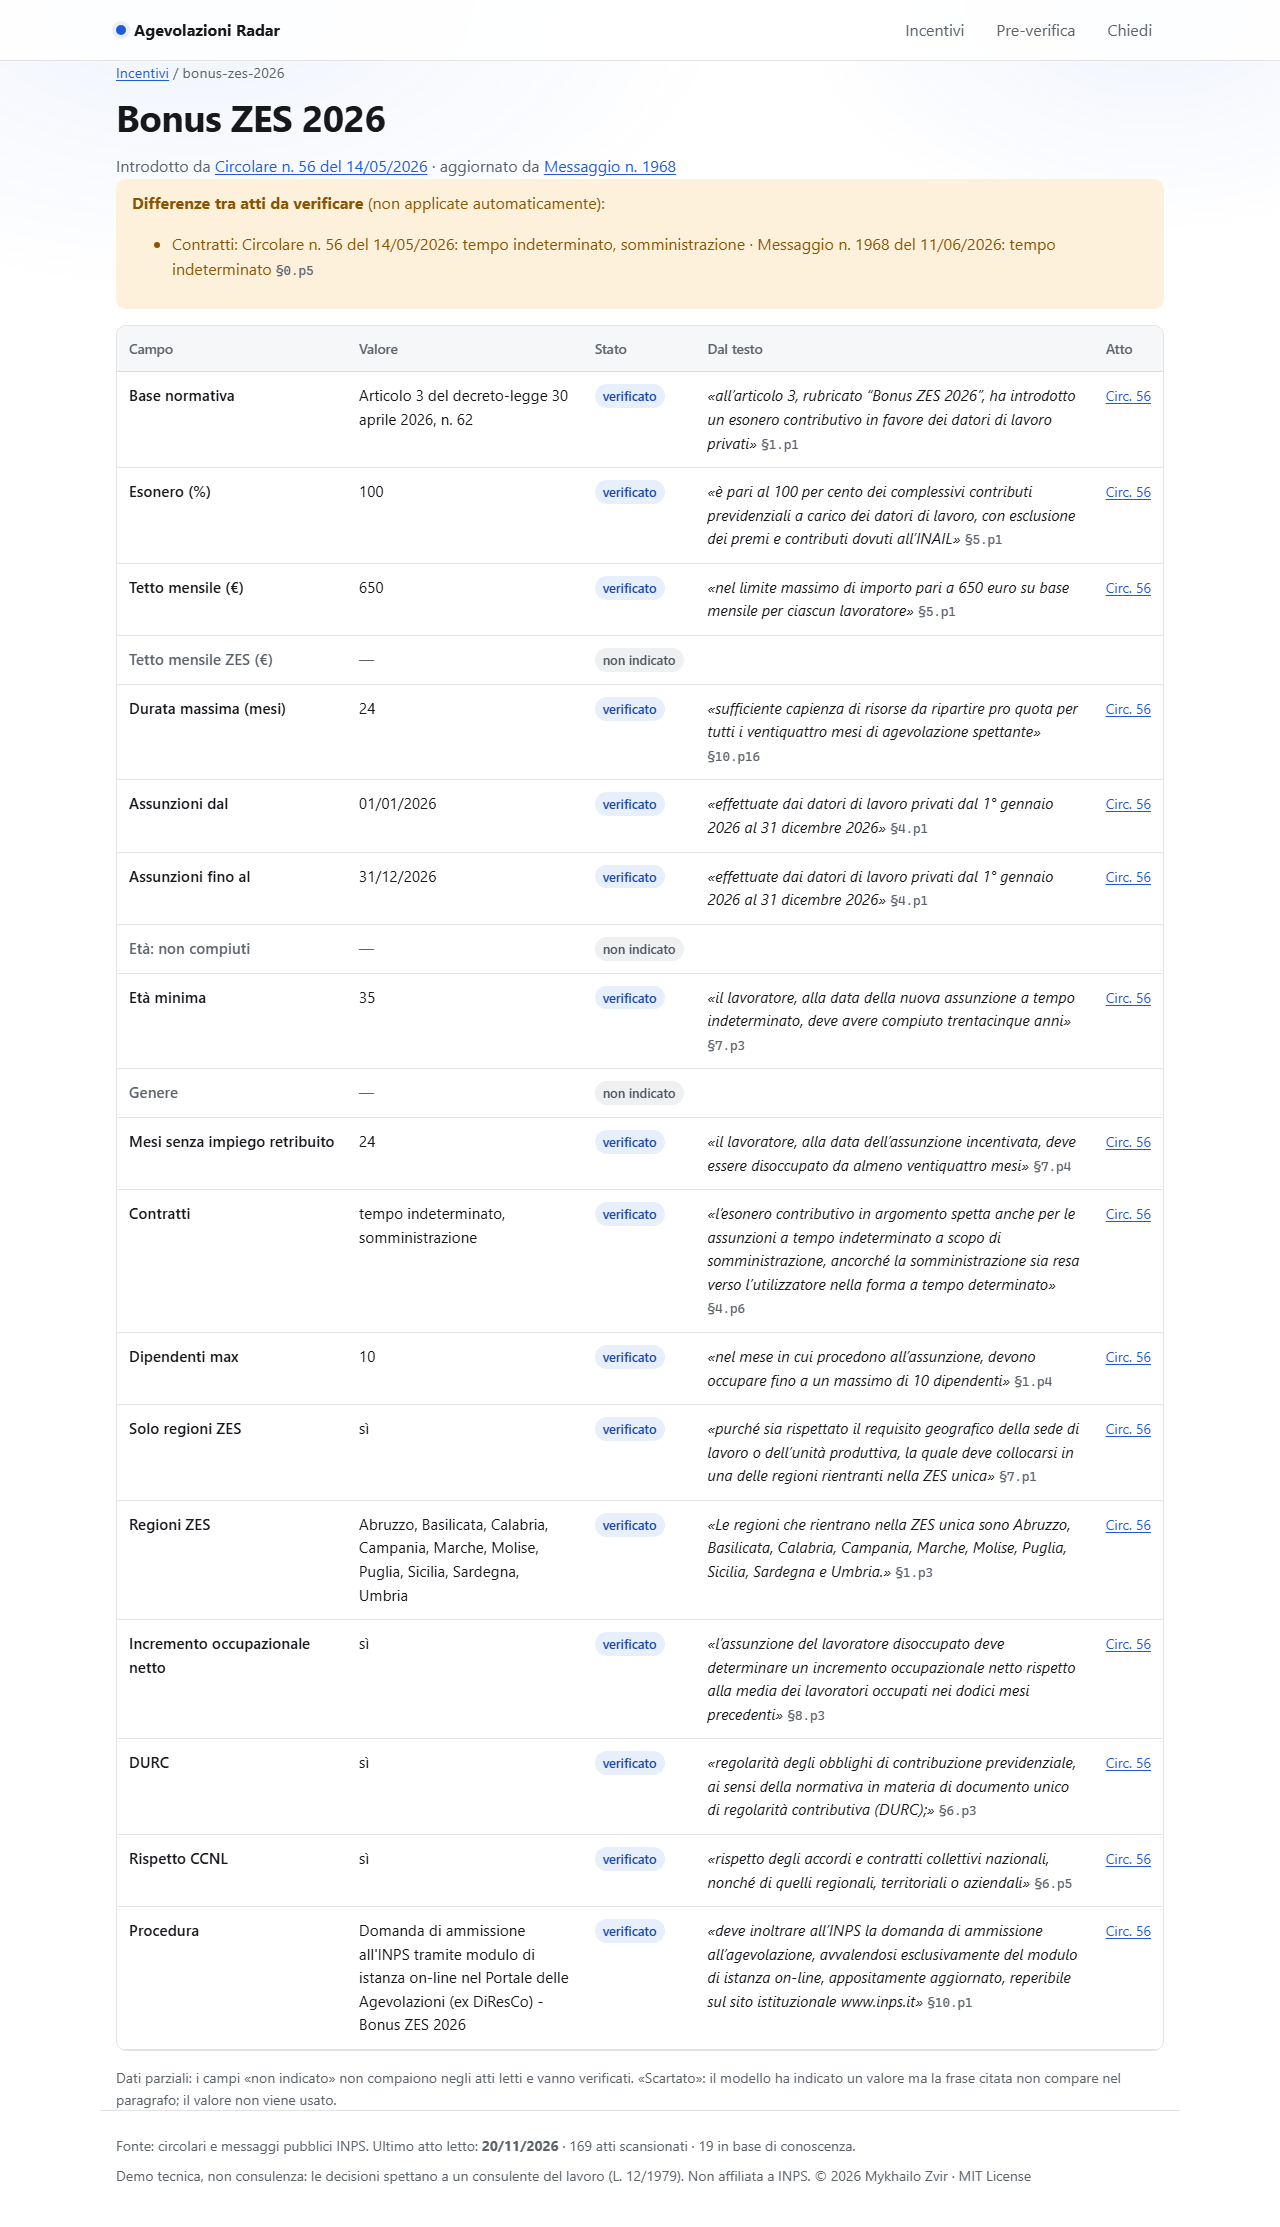 Agevolazioni Radar
Incentivi
Pre-verifica
Chiedi
Incentivi / bonus-zes-2026
Bonus ZES 2026
Introdotto da Circolare n. 56 del 14/05/2026 · aggiornato da Messaggio n. 1968
Differenze tra atti da verificare (non applicate automaticamente):
• Contratti: Circolare n. 56 del 14/05/2026: tempo indeterminato, somministrazione · Messaggio n. 1968 del 11/06/2026: tempo
indeterminato §0.p5
Campo
Valore
Stato
Dal testo
Atto
Base normativa
Articolo 3 del decreto-legge 30
aprile 2026, n. 62
verificato
«all’articolo 3, rubricato “Bonus ZES 2026”, ha introdotto
un esonero contributivo in favore dei datori di lavoro
privati» §1.p1
Circ. 56
Esonero (%)
100
verificato
«è pari al 100 per cento dei complessivi contributi
previdenziali a carico dei datori di lavoro, con esclusione
dei premi e contributi dovuti all’INAIL» §5.p1
Circ. 56
Tetto mensile (€)
650
verificato
«nel limite massimo di importo pari a 650 euro su base
mensile per ciascun lavoratore» §5.p1
Circ. 56
Tetto mensile ZES (€)
—
non indicato
Durata massima (mesi)
24
verificato
«sufficiente capienza di risorse da ripartire pro quota per
tutti i ventiquattro mesi di agevolazione spettante»
§10.p16
Circ. 56
Assunzioni dal
01/01/2026
verificato
«effettuate dai datori di lavoro privati dal 1° gennaio
2026 al 31 dicembre 2026» §4.p1
Circ. 56
Assunzioni fino al
31/12/2026
verificato
«effettuate dai datori di lavoro privati dal 1° gennaio
2026 al 31 dicembre 2026» §4.p1
Circ. 56
Età: non compiuti
—
non indicato
Età minima
35
verificato
«il lavoratore, alla data della nuova assunzione a tempo
indeterminato, deve avere compiuto trentacinque anni»
§7.p3
Circ. 56
Genere
—
non indicato
Mesi senza impiego retribuito
24
verificato
«il lavoratore, alla data dell’assunzione incentivata, deve
essere disoccupato da almeno ventiquattro mesi» §7.p4
Circ. 56
Contratti
tempo indeterminato,
somministrazione
verificato
«l’esonero contributivo in argomento spetta anche per le
assunzioni a tempo indeterminato a scopo di
somministrazione, ancorché la somministrazione sia resa
verso l’utilizzatore nella forma a tempo determinato»
§4.p6
Circ. 56
Dipendenti max
10
verificato
«nel mese in cui procedono all’assunzione, devono
occupare fino a un massimo di 10 dipendenti» §1.p4
Circ. 56
Solo regioni ZES
sì
verificato
«purché sia rispettato il requisito geografico della sede di
lavoro o dell’unità produttiva, la quale deve collocarsi in
una delle regioni rientranti nella ZES unica» §7.p1
Circ. 56
Regioni ZES
Abruzzo, Basilicata, Calabria,
Campania, Marche, Molise,
Puglia, Sicilia, Sardegna,
Umbria
verificato
«Le regioni che rientrano nella ZES unica sono Abruzzo,
Basilicata, Calabria, Campania, Marche, Molise, Puglia,
Sicilia, Sardegna e Umbria.» §1.p3
Circ. 56
Incremento occupazionale
netto
sì
verificato
«l’assunzione del lavoratore disoccupato deve
determinare un incremento occupazionale netto rispetto
alla media dei lavoratori occupati nei dodici mesi
precedenti» §8.p3
Circ. 56
DURC
sì
verificato
«regolarità degli obblighi di contribuzione previdenziale,
ai sensi della normativa in materia di documento unico
di regolarità contributiva (DURC);» §6.p3
Circ. 56
Rispetto CCNL
sì
verificato
«rispetto degli accordi e contratti collettivi nazionali,
nonché di quelli regionali, territoriali o aziendali» §6.p5
Circ. 56
Procedura
Domanda di ammissione
all'INPS tramite modulo di
istanza on-line nel Portale delle
Agevolazioni (ex DiResCo) -
Bonus ZES 2026
verificato
«deve inoltrare all’INPS la domanda di ammissione
all’agevolazione, avvalendosi esclusivamente del modulo
di istanza on-line, appositamente aggiornato, reperibile
sul sito istituzionale www.inps.it» §10.p1
Circ. 56
Dati parziali: i campi «non indicato» non compaiono negli atti letti e vanno verificati. «Scartato»: il modello ha indicato un valore ma la frase citata non compare nel
paragrafo; il valore non viene usato.
Fonte: circolari e messaggi pubblici INPS. Ultimo atto letto: 20/11/2026 · 169 atti scansionati · 19 in base di conoscenza.
Demo tecnica, non consulenza: le decisioni spettano a un consulente del lavoro (L. 12/1979). Non affiliata a INPS. © 2026 Mykhailo Zvir · MIT License